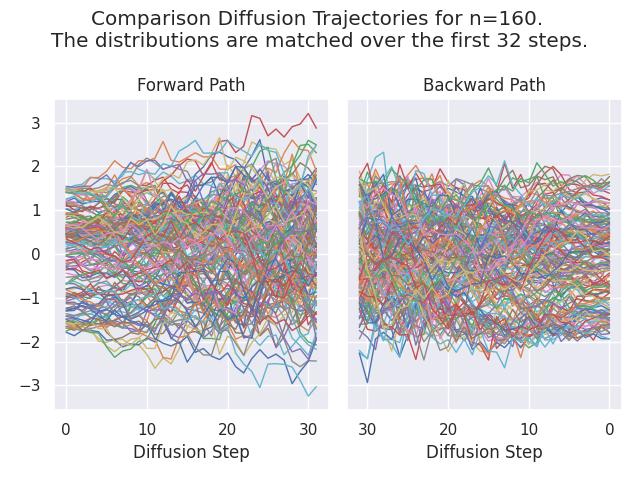 Comparison Diffusion Trajectories for n=160.
The distributions are matched over the first 32 steps.
Forward Path
Backward Path
3
2
1
0
−1
−2
−3
0 10 20 30
30 20 10 0
Diffusion Step
Diffusion Step